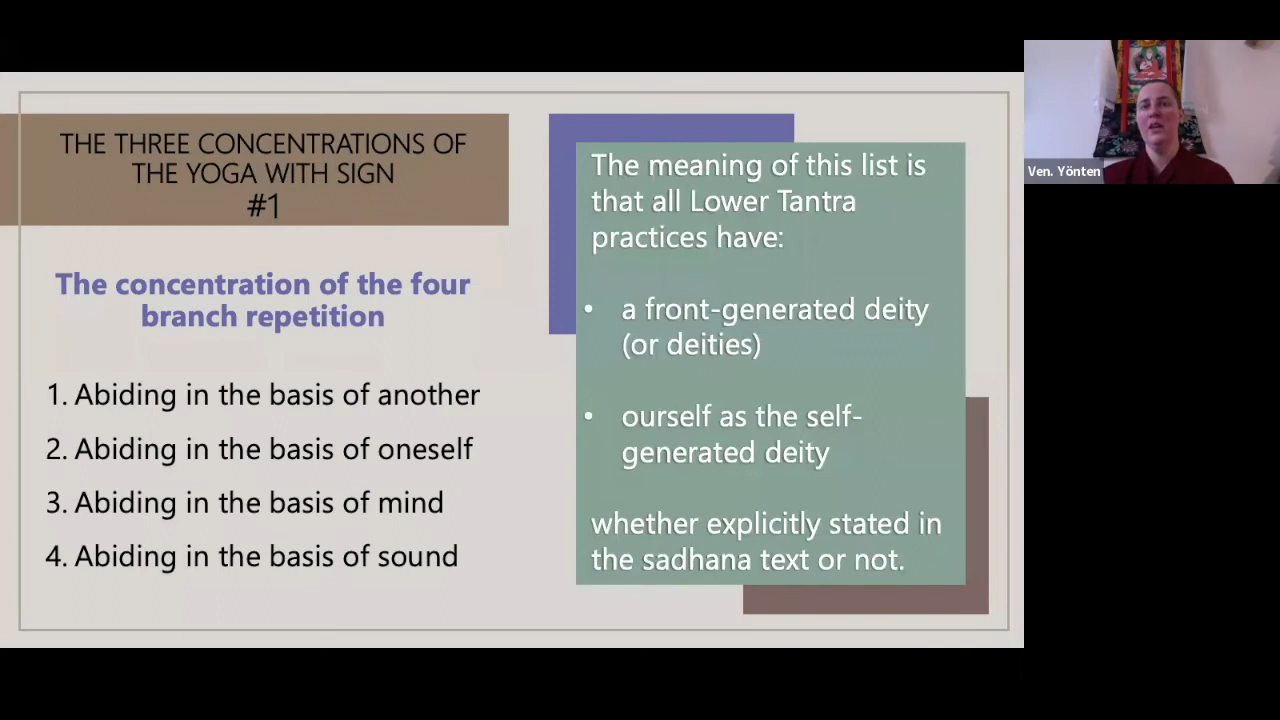 THE THREE CONCENTRATIONS OF
THE YOGA WITH SIGN
#1
The concentration of the four
branch repetition
1. Abiding in the basis of another
2. Abiding in the basis of oneself
3. Abiding in the basis of mind
4. Abiding in the basis of sound
The meaning of this list is
that all Lower Tantra
practices have:
• a front-generated deity
(or deities)
• ourself as the self-
generated deity
whether explicitly stated in
the sadhana text or not.
Ven. Yönten